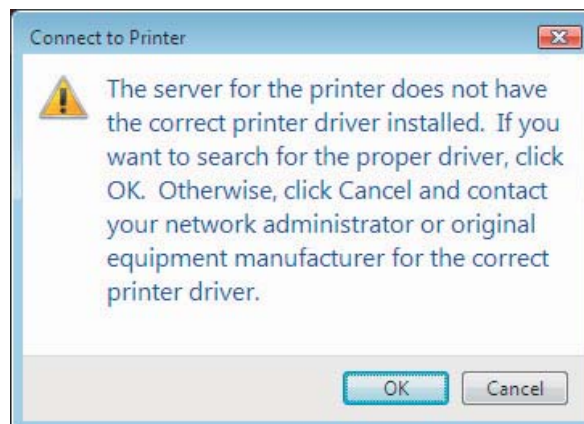 Connect to Printer
The server for the printer does not have
the correct printer driver installed. If you
want to search for the proper driver, click
OK. Otherwise, click Cancel and contact
your network administrator or original
equipment manufacturer for the correct
printer driver.
OK Cancel